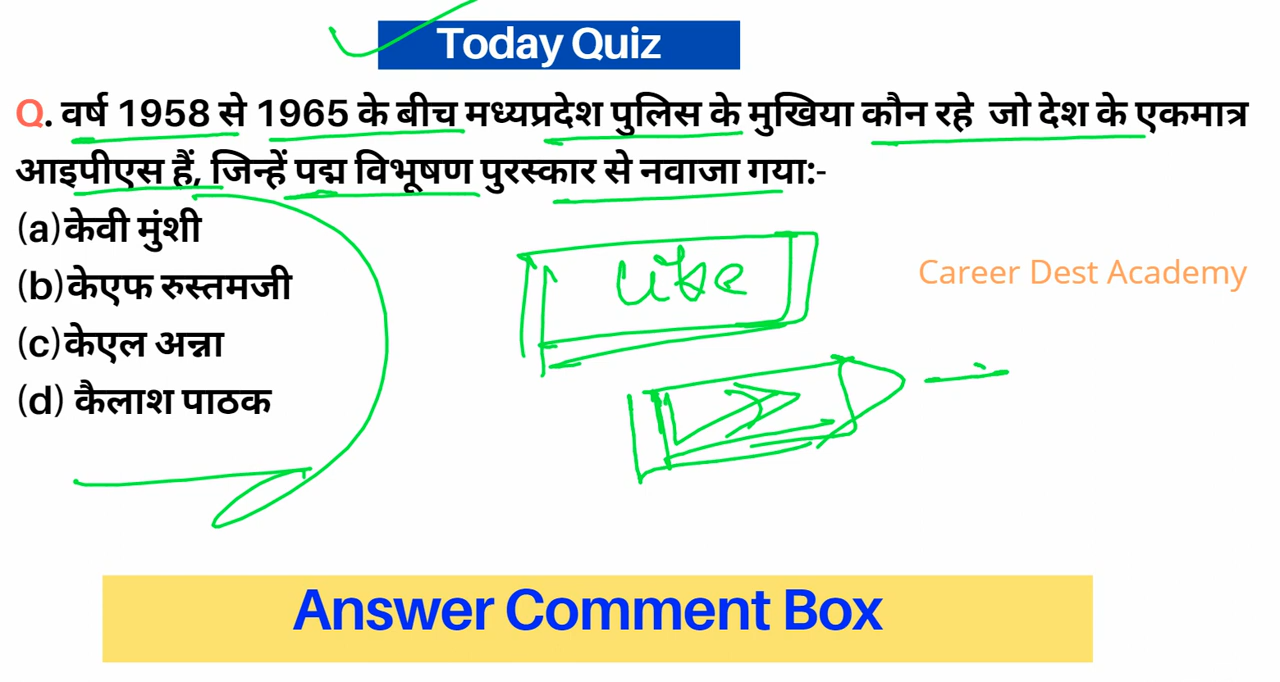 Today Quiz
Q. वर्ष 1958 से 1965 के बीच मध्यप्रदेश पुलिस के मुखिया कौन रहे जो देश के एकमात्र
आइपीएस हैं, जिन्हें पद्म विभूषण पुरस्कार से नवाजा गया:-
(a)केवी मुंशी
(b)केएफ रुस्तमजी
Like
Career Dest Academy
(c)केएल अन्ना
(d) कैलाश पाठक
Answer Comment Box